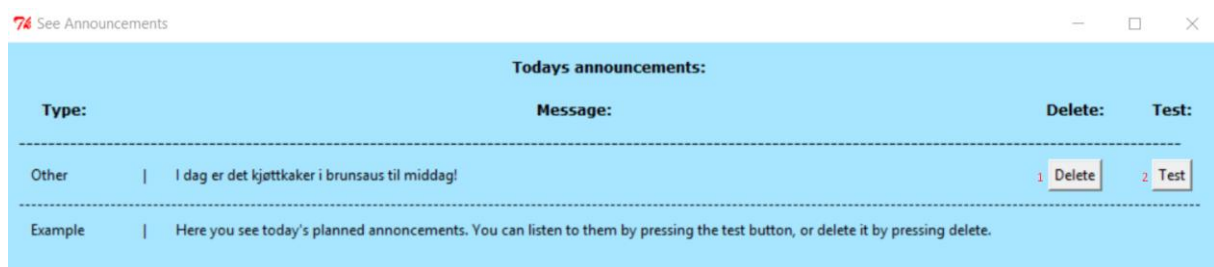 See Announcements
Todays announcements:
Type: Message: Delete: Test:
Other | I dag er det kjøttkaker i brunsaus til middag! 1 Delete 2 Test
Example | Here you see today's planned annoncements. You can listen to them by pressing the test button, or delete it by pressing delete.